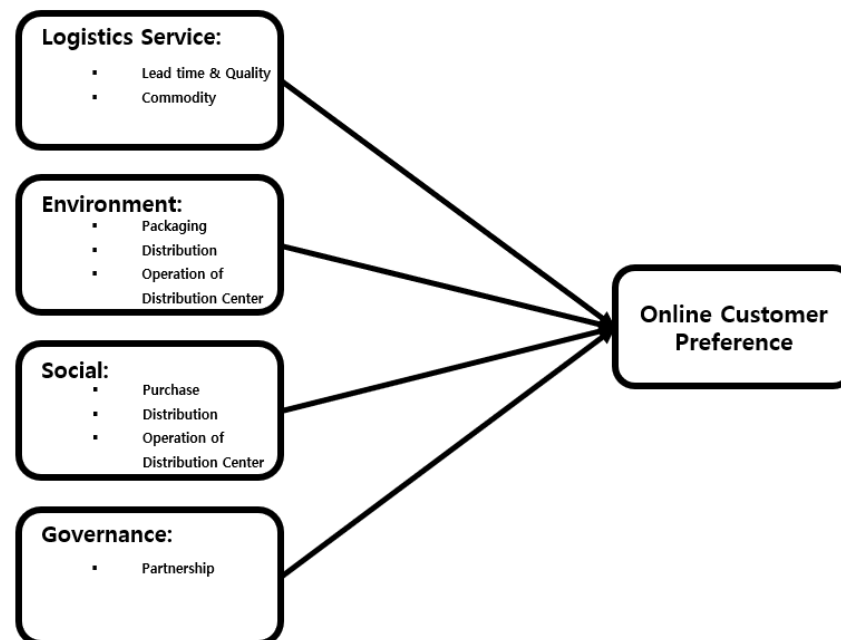 Logistics Service:
▪ Lead time & Quality
▪ Commodity
Environment:
▪ Packaging
▪ Distribution
▪ Operation of
Distribution Center
Social:
▪ Purchase
▪ Distribution
▪ Operation of
Distribution Center
Governance:
▪ Partnership
Online Customer
Preference